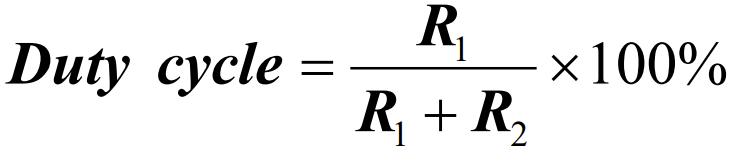 Duty cycle = R₁ / (R₁ + R₂) × 100%